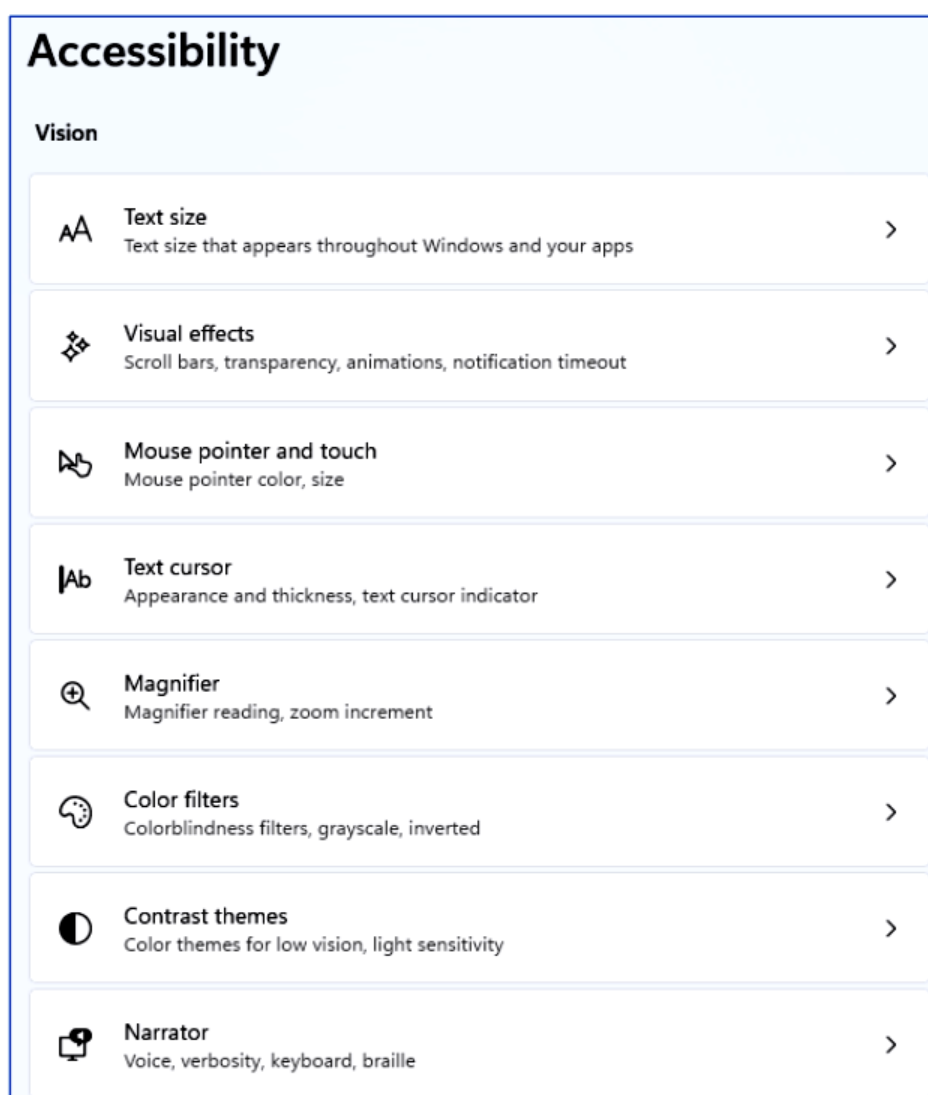 Accessibility
Vision
Text size
Text size that appears throughout Windows and your apps
Visual effects
Scroll bars, transparency, animations, notification timeout
Mouse pointer and touch
Mouse pointer color, size
Text cursor
Appearance and thickness, text cursor indicator
Magnifier
Magnifier reading, zoom increment
Color filters
Colorblindness filters, grayscale, inverted
Contrast themes
Color themes for low vision, light sensitivity
Narrator
Voice, verbosity, keyboard, braille